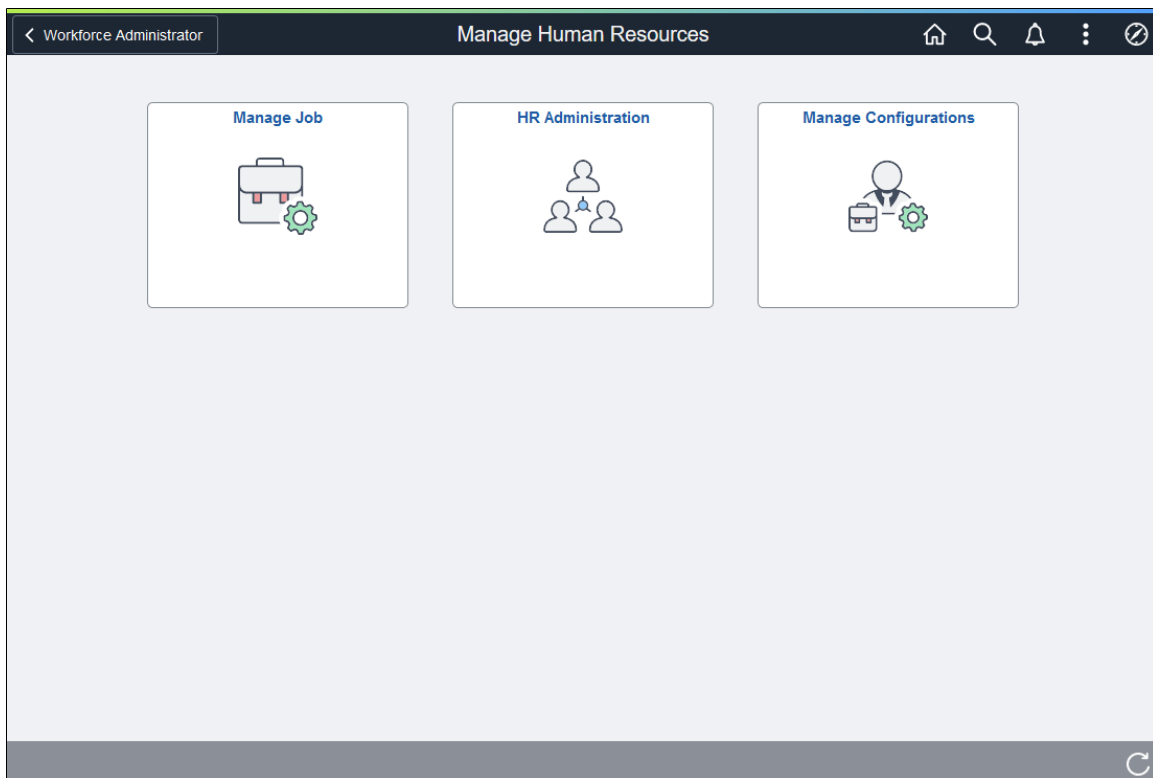 Workforce Administrator
Manage Human Resources
Manage Job
HR Administration
Manage Configurations